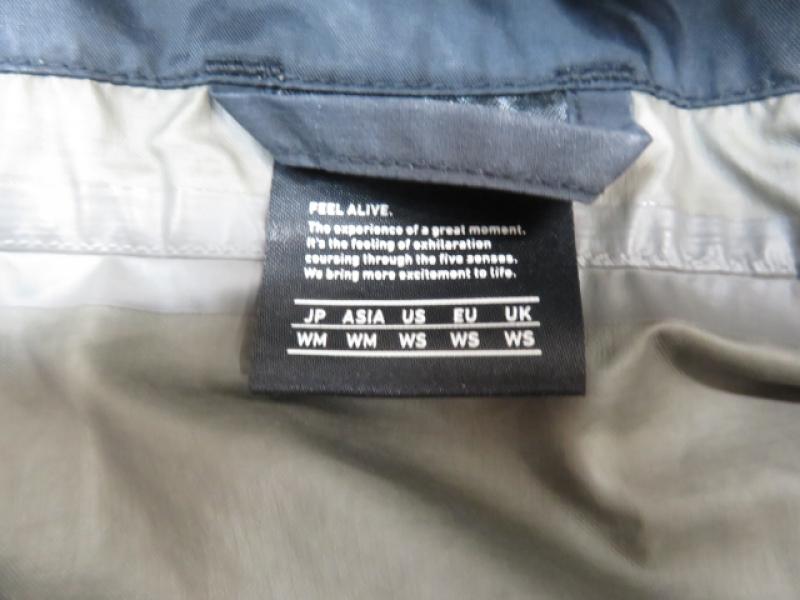 FEEL ALIVE.
The experience of a great moment.
It's the feeling of exhilaration
coursing through the five senses.
We bring more excitement to life.
JP ASIA US EU UK
WM WM WS WS WS